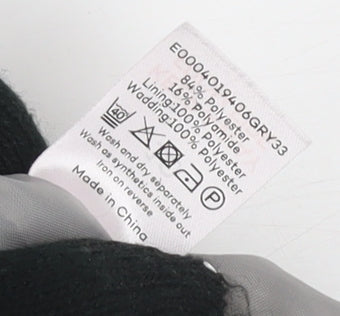 E0004019406GRY33
84% Polyester
16% Polyamide
Lining:100% Polyester
Wadding:100% Polyester
40
P
Wash and dry separately
Wash as synthetics inside out
Iron on reverse
Made in China